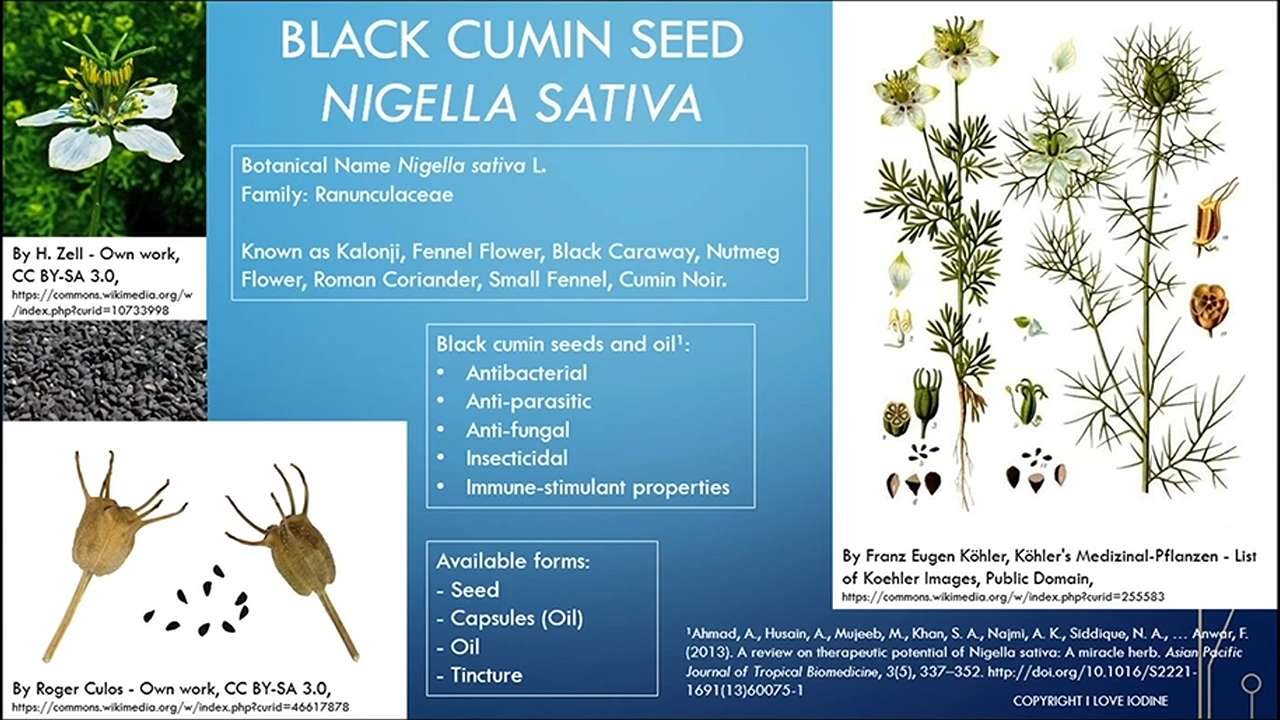 BLACK CUMIN SEED
NIGELLA SATIVA
Botanical Name Nigella sativa L.
Family: Ranunculaceae
Known as Kalonji, Fennel Flower, Black Caraway, Nutmeg
Flower, Roman Coriander, Small Fennel, Cumin Noir.
By H. Zell - Own work,
CC BY-SA 3.0,
https://commons.wikimedia.org/w
/index.php?curid=10733998
Black cumin seeds and oil¹:
• Antibacterial
• Anti-parasitic
• Anti-fungal
• Insecticidal
• Immune-stimulant properties
Available forms:
- Seed
- Capsules (Oil)
- Oil
- Tincture
By Roger Culos - Own work, CC BY-SA 3.0,
https://commons.wikimedia.org/w/index.php?curid=46617878
By Franz Eugen Köhler, Köhler's Medizinal-Pflanzen - List
of Koehler Images, Public Domain,
https://commons.wikimedia.org/w/index.php?curid=255583
¹Ahmad, A., Husain, A., Mujeeb, M., Khan, S. A., Najmi, A. K., Siddique, N. A., … Anwar, F.
(2013). A review on therapeutic potential of Nigella sativa: A miracle herb. Asian Pacific
Journal of Tropical Biomedicine, 3(5), 337–352. http://doi.org/10.1016/S2221-
1691(13)60075-1
COPYRIGHT I LOVE IODINE